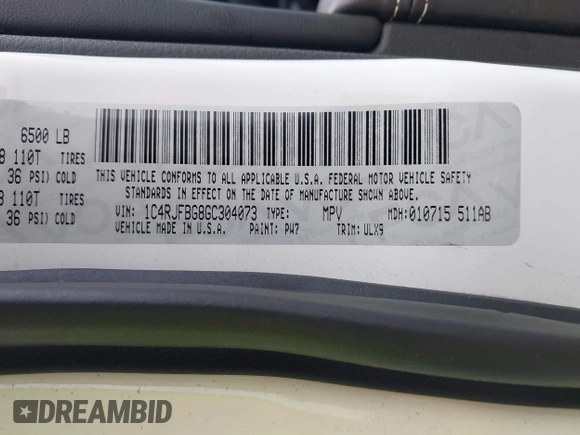 6500 LB
8 110T TIRES
36 PSI) COLD
8 110T TIRES
36 PSI) COLD
THIS VEHICLE CONFORMS TO ALL APPLICABLE U.S.A. FEDERAL MOTOR VEHICLE SAFETY
STANDARDS IN EFFECT ON THE DATE OF MANUFACTURE SHOWN ABOVE.
VIN: 1C4RJFBG8GC304073 TYPE: MPV MDH: 010715 511AB
VEHICLE MADE IN U.S.A. PAINT: PW7 TRIM: ULX9
DREAMBID